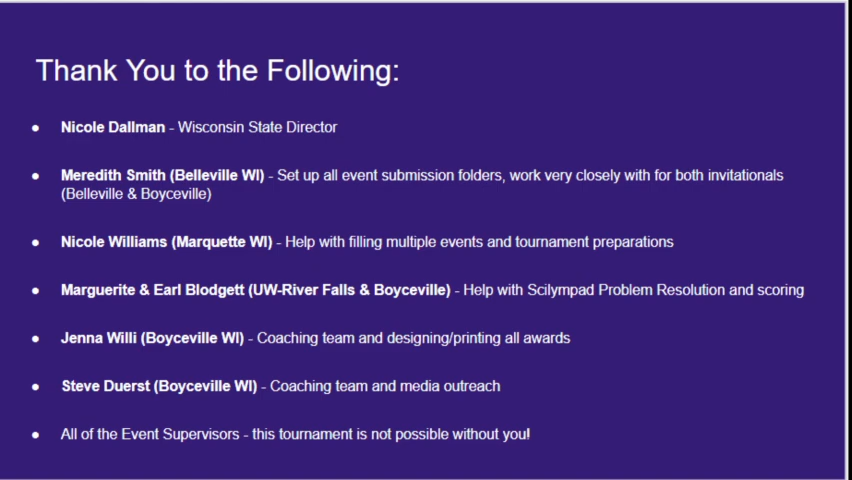 Thank You to the Following:
● Nicole Dallman - Wisconsin State Director
● Meredith Smith (Belleville WI) - Set up all event submission folders, work very closely with for both invitationals
(Belleville & Boyceville)
● Nicole Williams (Marquette WI) - Help with filling multiple events and tournament preparations
● Marguerite & Earl Blodgett (UW-River Falls & Boyceville) - Help with Scilympad Problem Resolution and scoring
● Jenna Willi (Boyceville WI) - Coaching team and designing/printing all awards
● Steve Duerst (Boyceville WI) - Coaching team and media outreach
● All of the Event Supervisors - this tournament is not possible without you!